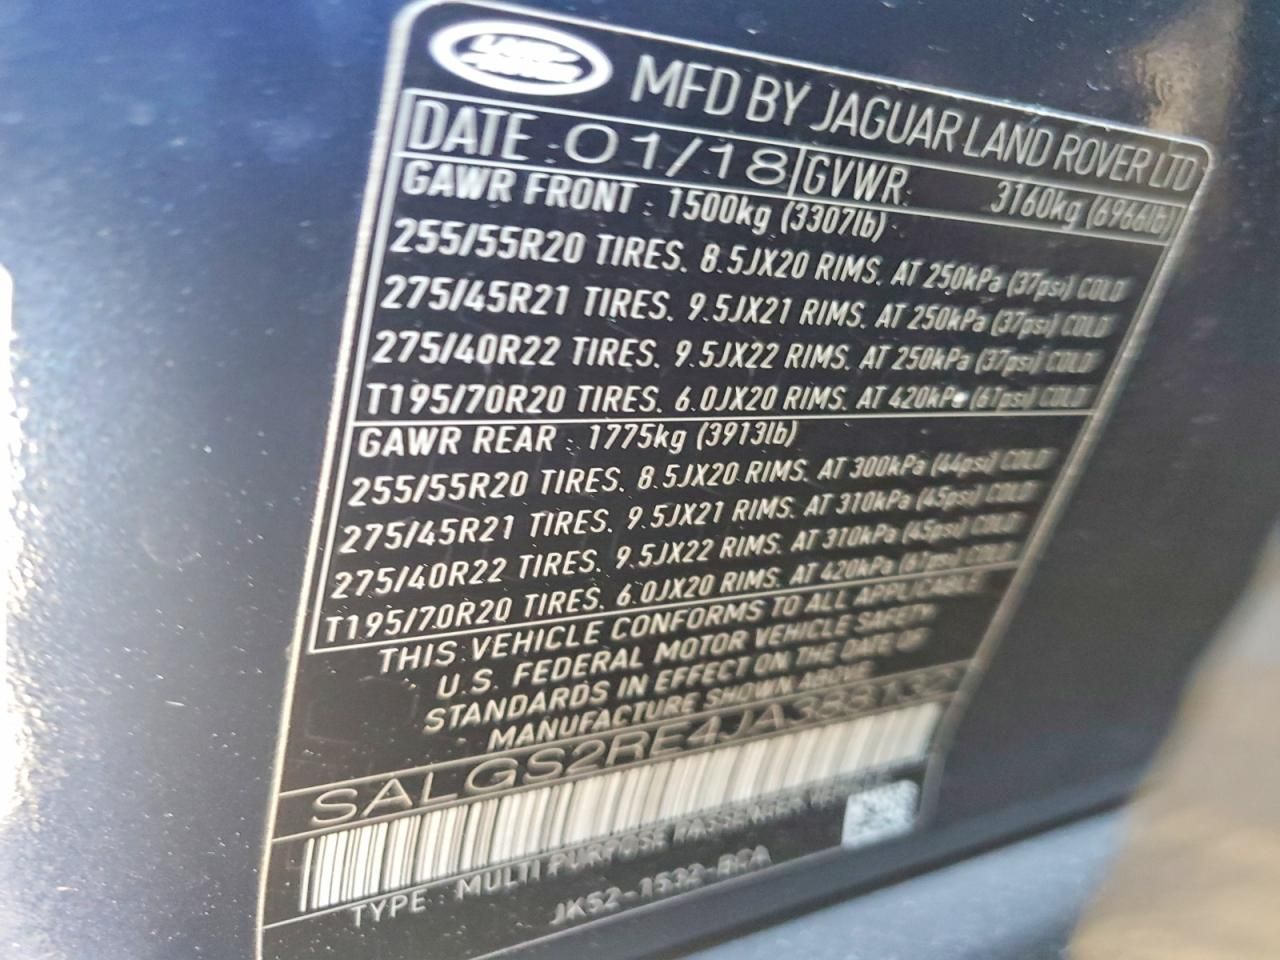 LAND ROVER
MFD BY JAGUAR LAND ROVER LTD
DATE: 01/18 GVWR: 3160kg (6966lb)
GAWR FRONT : 1500kg (3307lb)
255/55R20 TIRES. 8.5JX20 RIMS. AT 250kPa (37psi) COLD
275/45R21 TIRES. 9.5JX21 RIMS. AT 250kPa (37psi) COLD
275/40R22 TIRES. 9.5JX22 RIMS. AT 250kPa (37psi) COLD
T195/70R20 TIRES. 6.0JX20 RIMS. AT 420kPa (61psi) COLD
GAWR REAR : 1775kg (3913lb)
255/55R20 TIRES. 8.5JX20 RIMS. AT 300kPa (44psi) COLD
275/45R21 TIRES. 9.5JX21 RIMS. AT 310kPa (45psi) COLD
275/40R22 TIRES. 9.5JX22 RIMS. AT 310kPa (45psi) COLD
T195/70R20 TIRES. 6.0JX20 RIMS. AT 420kPa (61psi) COLD
THIS VEHICLE CONFORMS TO ALL APPLICABLE
U.S. FEDERAL MOTOR VEHICLE SAFETY
STANDARDS IN EFFECT ON THE DATE OF
MANUFACTURE SHOWN ABOVE
TYPE : MULTI PURPOSE PASSENGER VEHICLE